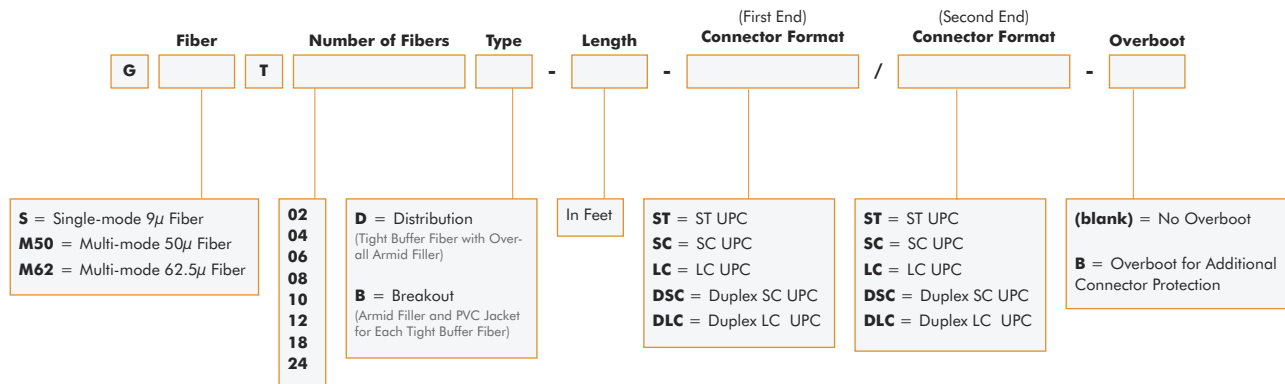 (First End)
(Second End)
Fiber
Number of Fibers
Type
Length
Connector Format
Connector Format
Overboot
G
T
-
-
/
-
S = Single-mode 9µ Fiber
M50 = Multi-mode 50µ Fiber
M62 = Multi-mode 62.5µ Fiber
02
04
06
08
10
12
18
24
D = Distribution
(Tight Buffer Fiber with Over-
all Armid Filler)
B = Breakout
(Armid Filler and PVC Jacket
for Each Tight Buffer Fiber)
In Feet
ST = ST UPC
SC = SC UPC
LC = LC UPC
DSC = Duplex SC UPC
DLC = Duplex LC UPC
ST = ST UPC
SC = SC UPC
LC = LC UPC
DSC = Duplex SC UPC
DLC = Duplex LC UPC
(blank) = No Overboot
B = Overboot for Additional
Connector Protection